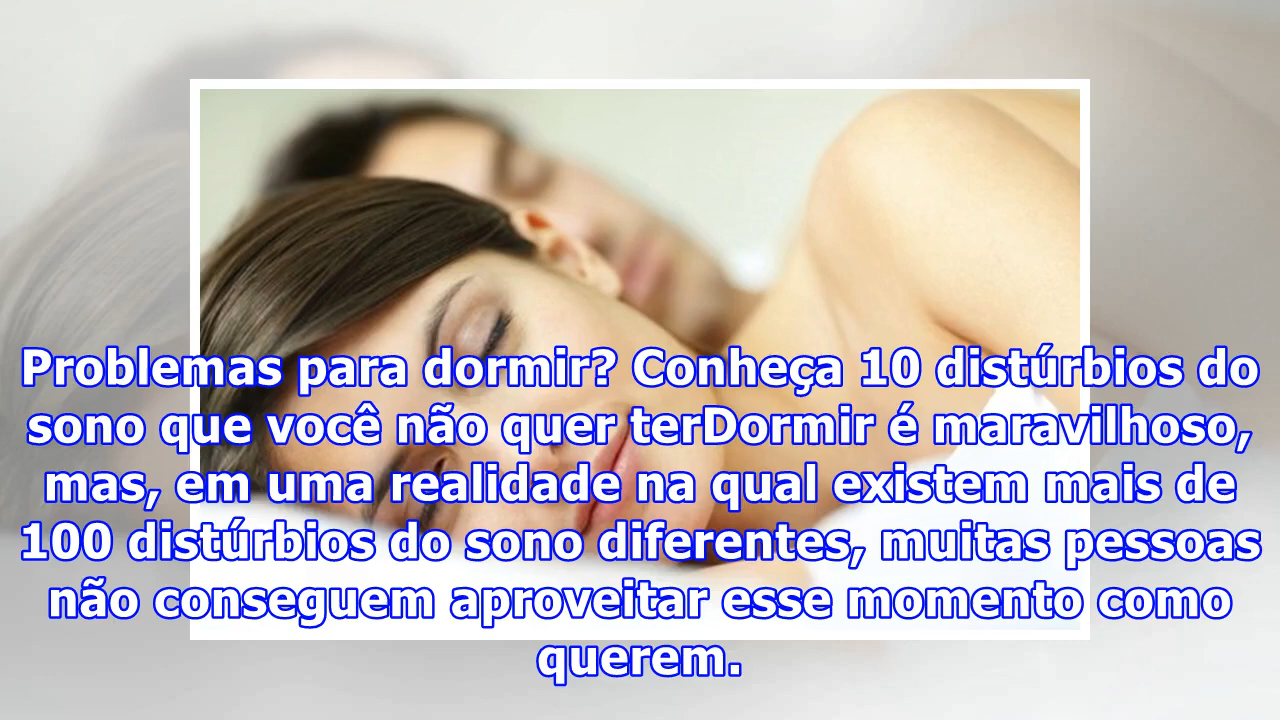 Problemas para dormir? Conheça 10 distúrbios do
sono que você não quer terDormir é maravilhoso,
mas, em uma realidade na qual existem mais de
100 distúrbios do sono diferentes, muitas pessoas
não conseguem aproveitar esse momento como
querem.